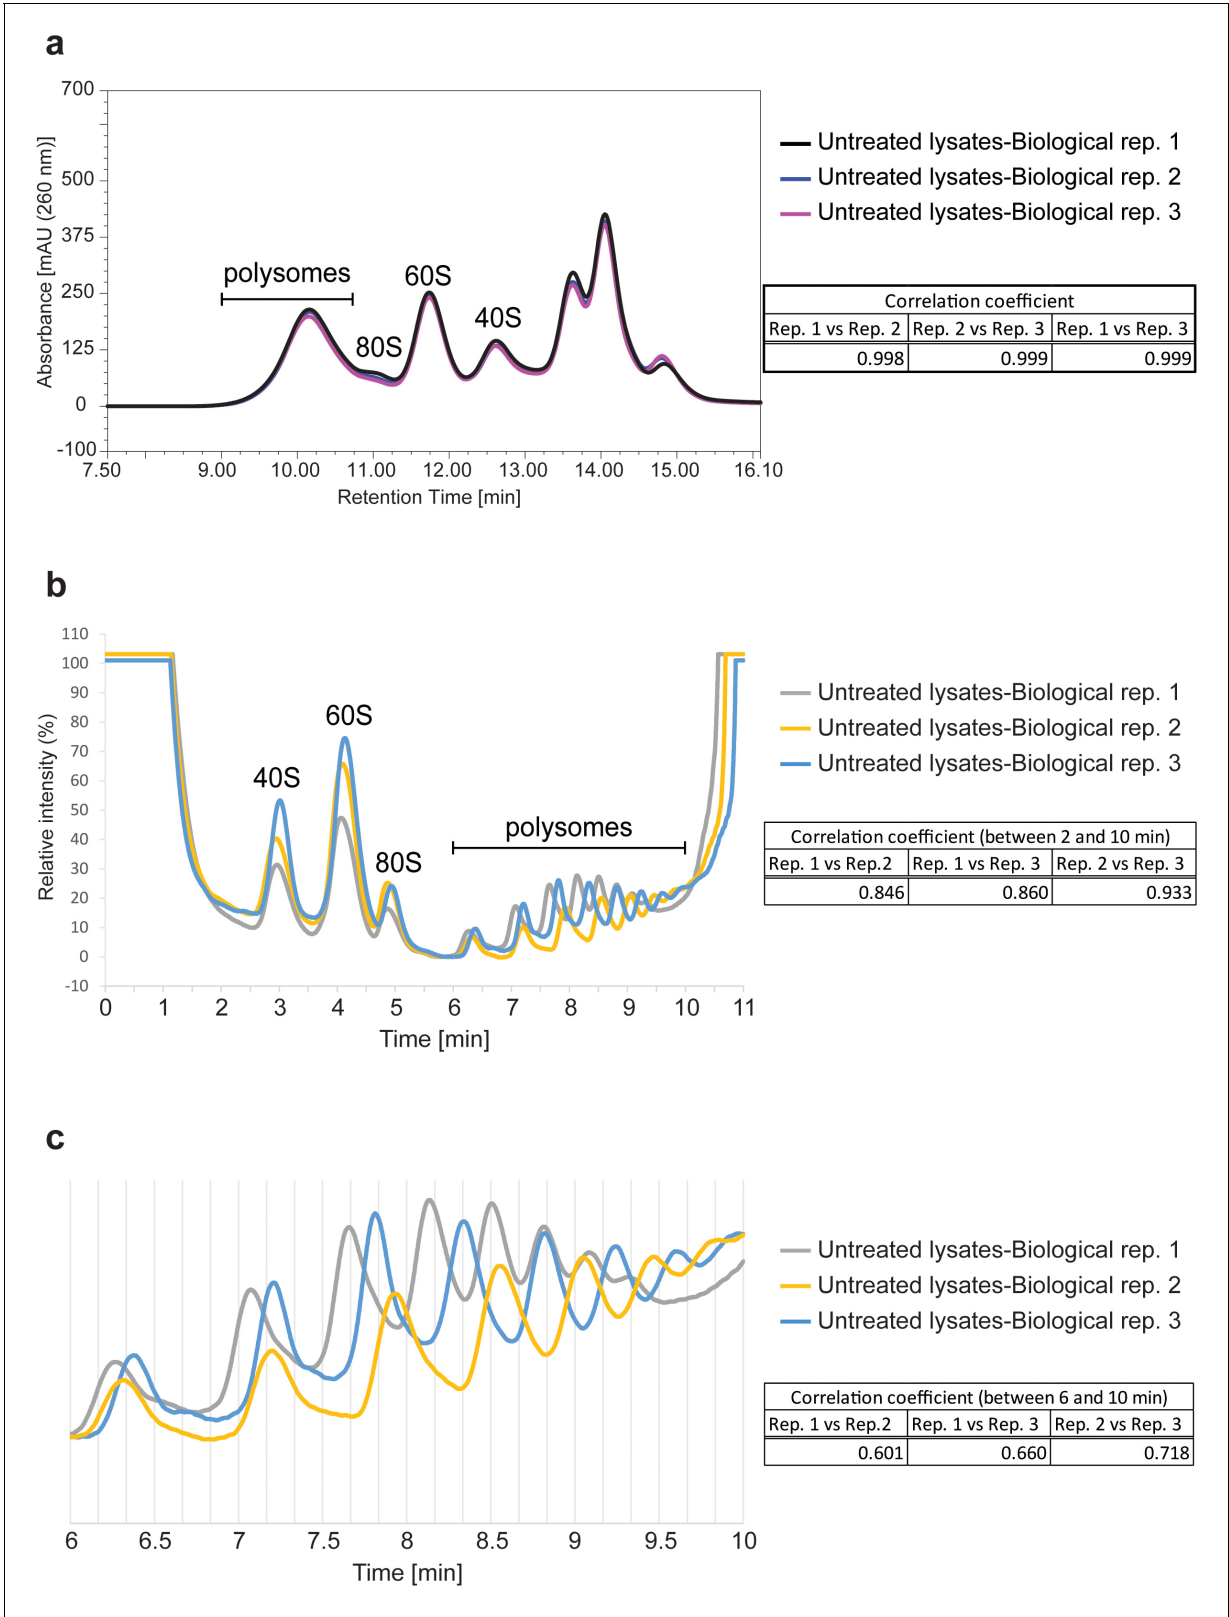 a
700
500
375
250
125
0
-100
Absorbance [mAU (260 nm)]
polysomes
80S
60S
40S
7.50 9.00 10.00 11.00 12.00 13.00 14.00 15.00 16.10
Retention Time [min]
Untreated lysates-Biological rep. 1
Untreated lysates-Biological rep. 2
Untreated lysates-Biological rep. 3
Correlation coefficient
Rep. 1 vs Rep. 2 Rep. 2 vs Rep. 3 Rep. 1 vs Rep. 3
0.998 0.999 0.999
b
110
100
90
80
70
60
50
40
30
20
10
0
-10
Relative intensity (%)
40S
60S
80S
polysomes
0 1 2 3 4 5 6 7 8 9 10 11
Time [min]
Untreated lysates-Biological rep. 1
Untreated lysates-Biological rep. 2
Untreated lysates-Biological rep. 3
Correlation coefficient (between 2 and 10 min)
Rep. 1 vs Rep.2 Rep. 1 vs Rep. 3 Rep. 2 vs Rep. 3
0.846 0.860 0.933
c
6 6.5 7 7.5 8 8.5 9 9.5 10
Time [min]
Untreated lysates-Biological rep. 1
Untreated lysates-Biological rep. 2
Untreated lysates-Biological rep. 3
Correlation coefficient (between 6 and 10 min)
Rep. 1 vs Rep.2 Rep. 1 vs Rep. 3 Rep. 2 vs Rep. 3
0.601 0.660 0.718